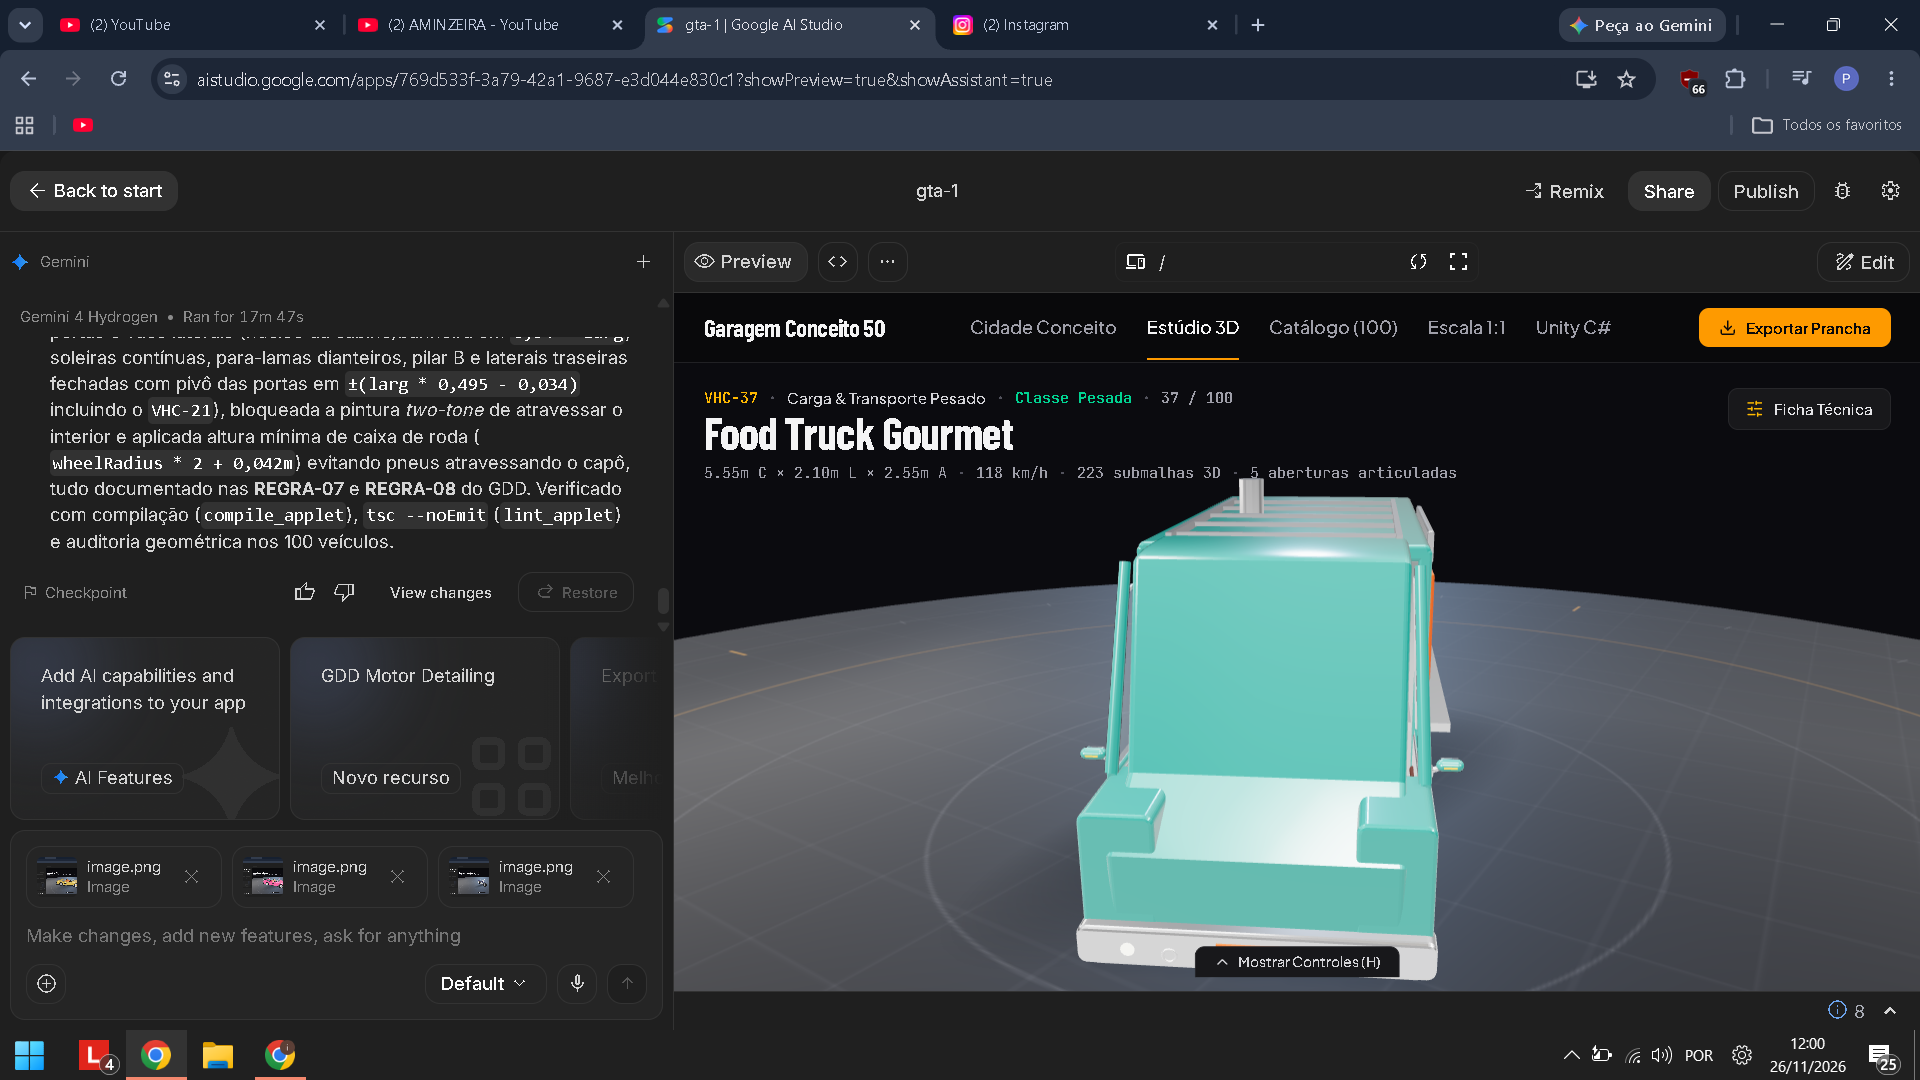 (2) YouTube
(2) AMINZEIRA - YouTube
gta-1 | Google AI Studio
(2) Instagram
Peça ao Gemini
aistudio.google.com/apps/769d533f-3a79-42a1-9687-e3d044e830c1?showPreview=true&showAssistant=true
66
P
Todos os favoritos
Back to start
gta-1
Remix
Share
Publish
Gemini
Preview
/
Edit
Gemini 4 Hydrogen • Ran for 17m 47s
soleiras contínuas, para-lamas dianteiros, pilar B e laterais traseiras
fechadas com pivô das portas em ±(larg * 0,495 - 0,034)
incluindo o VHC-21), bloqueada a pintura two-tone de atravessar o
interior e aplicada altura mínima de caixa de roda (
wheelRadius * 2 + 0,042m) evitando pneus atravessando o capô,
tudo documentado nas REGRA-07 e REGRA-08 do GDD. Verificado
com compilação (compile_applet), tsc --noEmit (lint_applet)
e auditoria geométrica nos 100 veículos.
Checkpoint
View changes
Restore
Add AI capabilities and
integrations to your app
AI Features
GDD Motor Detailing
Novo recurso
Export
Melh
image.png
Image
image.png
Image
image.png
Image
Make changes, add new features, ask for anything
Default
Garagem Conceito 50
Cidade Conceito
Estúdio 3D
Catálogo (100)
Escala 1:1
Unity C#
Exportar Prancha
VHC-37 · Carga & Transporte Pesado · Classe Pesada · 37 / 100
Food Truck Gourmet
5.55m C × 2.10m L × 2.55m A · 118 km/h · 223 submalhas 3D · 5 aberturas articuladas
Ficha Técnica
Mostrar Controles (H)
8
L
4
POR
12:00
26/11/2026
25